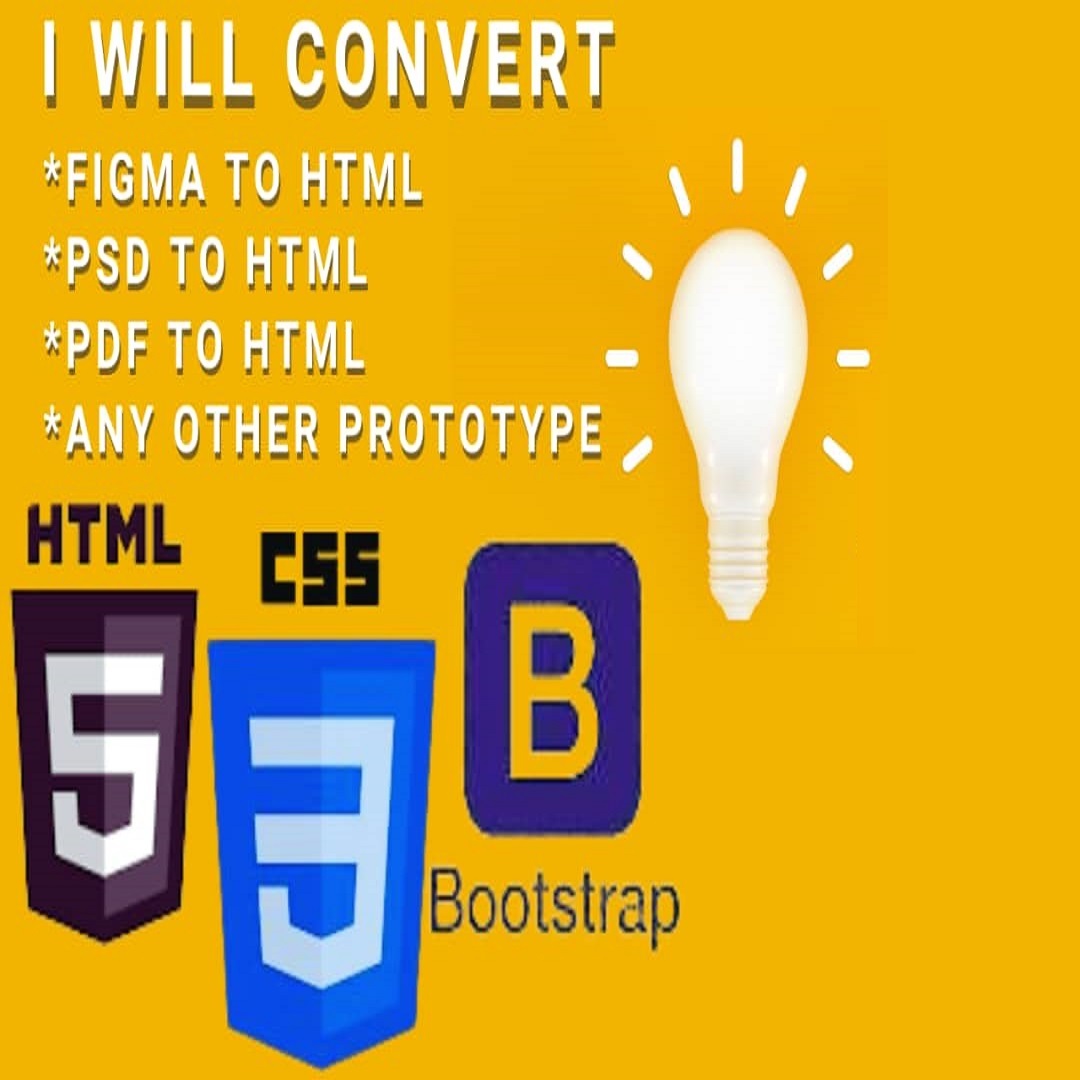 I WILL CONVERT
*FIGMA TO HTML
*PSD TO HTML
*PDF TO HTML
*ANY OTHER PROTOTYPE
HTML
5
CSS
3
B
Bootstrap